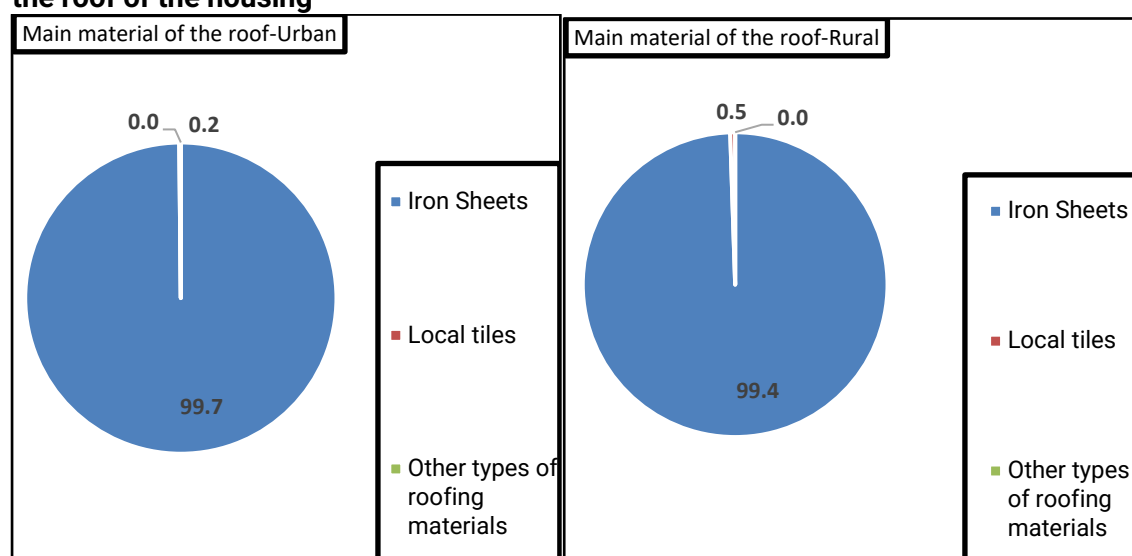 the roof of the housing
Main material of the roof-Urban
0.0
0.2
99.7
Iron Sheets
Local tiles
Other types of
roofing
materials
Main material of the roof-Rural
0.5
0.0
99.4
Iron Sheets
Local tiles
Other types
of roofing
materials